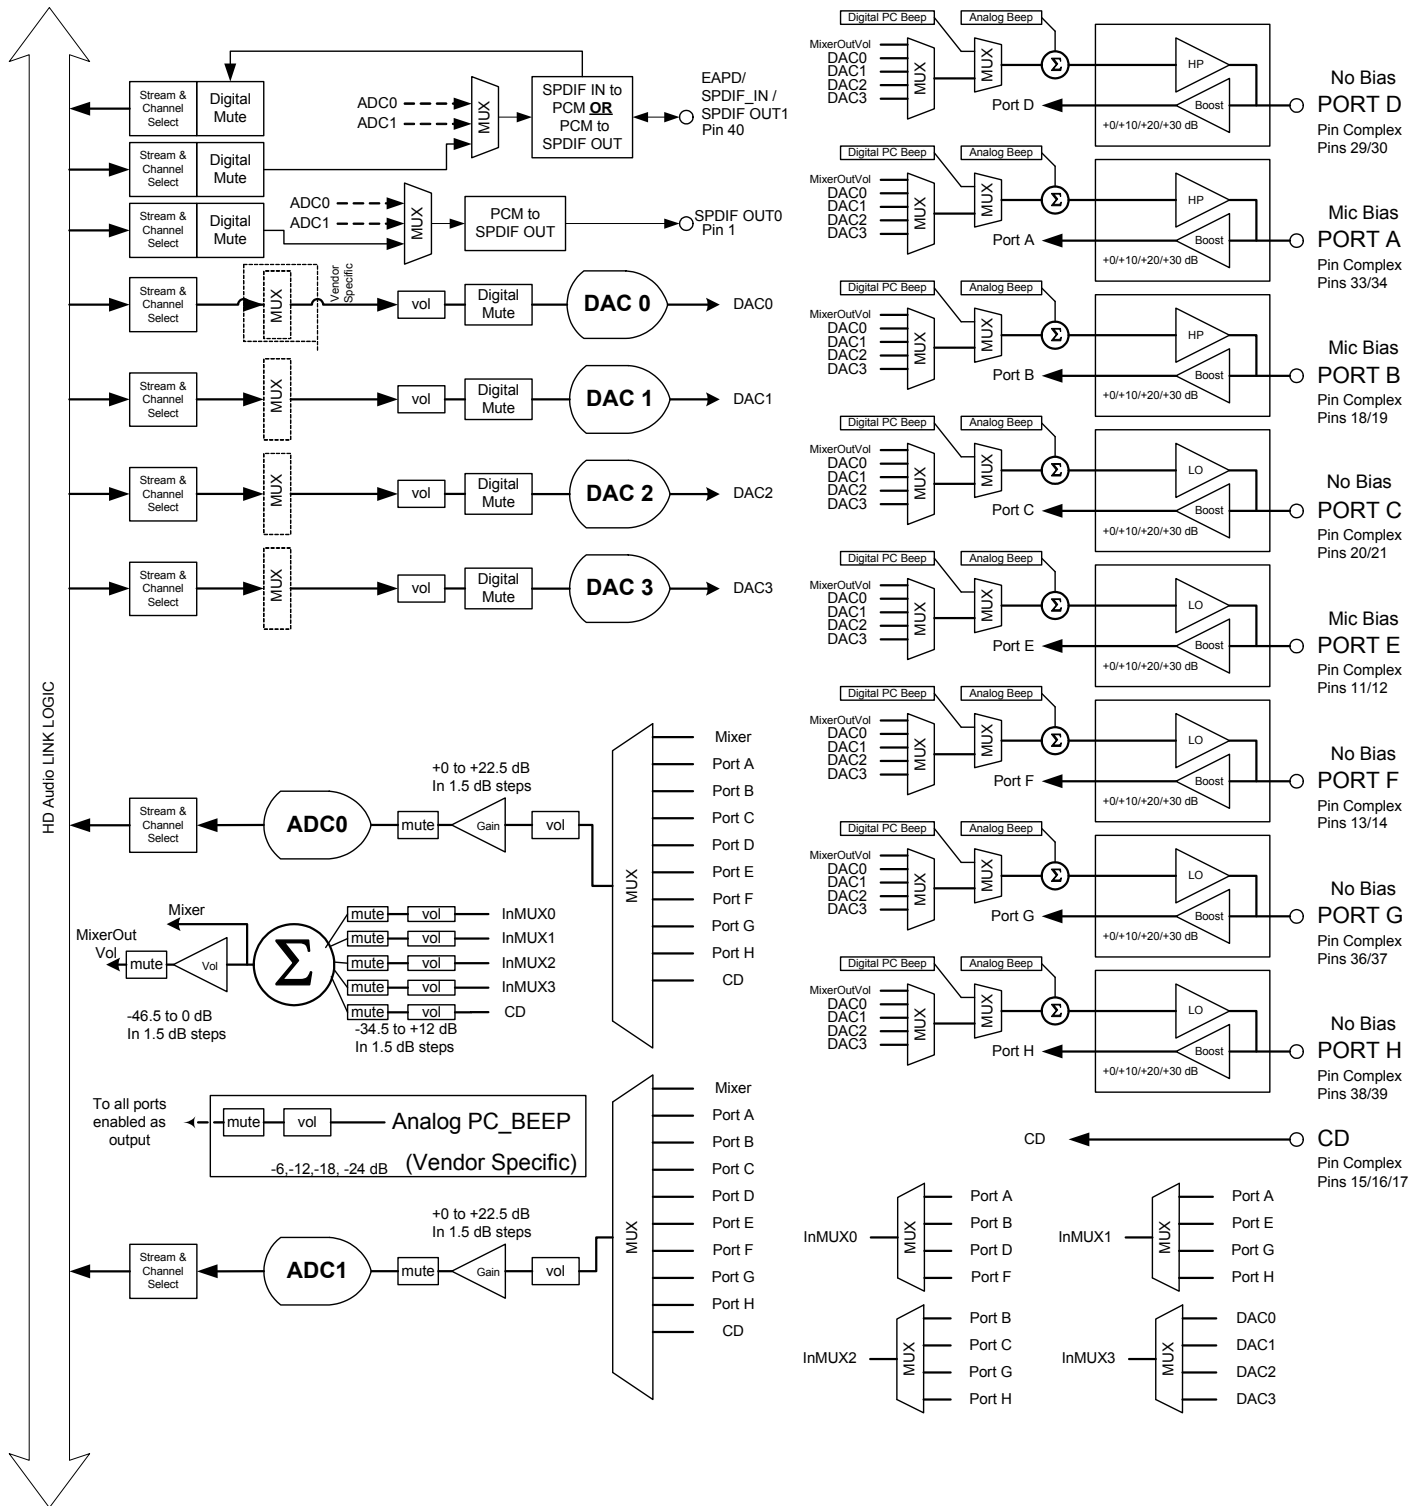 HD Audio LINK LOGIC
Stream &
Channel
Select
Digital
Mute
Stream &
Channel
Select
Digital
Mute
Stream &
Channel
Select
Digital
Mute
ADC0
ADC1
MUX
SPDIF IN to
PCM OR
PCM to
SPDIF OUT
EAPD/
SPDIF_IN /
SPDIF OUT1
Pin 40
ADC0
ADC1
MUX
PCM to
SPDIF OUT
SPDIF OUT0
Pin 1
Stream &
Channel
Select
MUX
Vendor
Specific
vol
Digital
Mute
DAC 0
DAC0
Stream &
Channel
Select
MUX
vol
Digital
Mute
DAC 1
DAC1
Stream &
Channel
Select
MUX
vol
Digital
Mute
DAC 2
DAC2
Stream &
Channel
Select
MUX
vol
Digital
Mute
DAC 3
DAC3
Stream &
Channel
Select
ADC0
mute
Gain
+0 to +22.5 dB
In 1.5 dB steps
vol
MUX
Mixer
Port A
Port B
Port C
Port D
Port E
Port F
Port G
Port H
CD
Mixer
MixerOut
Vol
mute
Vol
-46.5 to 0 dB
In 1.5 dB steps
Σ
mute vol InMUX0
mute vol InMUX1
mute vol InMUX2
mute vol InMUX3
mute vol CD
-34.5 to +12 dB
In 1.5 dB steps
To all ports
enabled as
output
mute
vol
Analog PC_BEEP
-6,-12,-18, -24 dB
(Vendor Specific)
Stream &
Channel
Select
ADC1
mute
Gain
+0 to +22.5 dB
In 1.5 dB steps
vol
MUX
Mixer
Port A
Port B
Port C
Port D
Port E
Port F
Port G
Port H
CD
Digital PC Beep
Analog Beep
MixerOutVol
DAC0
DAC1
DAC2
DAC3
MUX
MUX
Σ
HP
Boost
Port D
+0/+10/+20/+30 dB
No Bias
PORT D
Pin Complex
Pins 29/30
Digital PC Beep
Analog Beep
MixerOutVol
DAC0
DAC1
DAC2
DAC3
MUX
MUX
Σ
HP
Boost
Port A
+0/+10/+20/+30 dB
Mic Bias
PORT A
Pin Complex
Pins 33/34
Digital PC Beep
Analog Beep
MixerOutVol
DAC0
DAC1
DAC2
DAC3
MUX
MUX
Σ
HP
Boost
Port B
+0/+10/+20/+30 dB
Mic Bias
PORT B
Pin Complex
Pins 18/19
Digital PC Beep
Analog Beep
MixerOutVol
DAC0
DAC1
DAC2
DAC3
MUX
MUX
Σ
LO
Boost
Port C
+0/+10/+20/+30 dB
No Bias
PORT C
Pin Complex
Pins 20/21
Digital PC Beep
Analog Beep
MixerOutVol
DAC0
DAC1
DAC2
DAC3
MUX
MUX
Σ
LO
Boost
Port E
+0/+10/+20/+30 dB
Mic Bias
PORT E
Pin Complex
Pins 11/12
Digital PC Beep
Analog Beep
MixerOutVol
DAC0
DAC1
DAC2
DAC3
MUX
MUX
Σ
LO
Boost
Port F
+0/+10/+20/+30 dB
No Bias
PORT F
Pin Complex
Pins 13/14
Digital PC Beep
Analog Beep
MixerOutVol
DAC0
DAC1
DAC2
DAC3
MUX
MUX
Σ
LO
Boost
Port G
+0/+10/+20/+30 dB
No Bias
PORT G
Pin Complex
Pins 36/37
Digital PC Beep
Analog Beep
MixerOutVol
DAC0
DAC1
DAC2
DAC3
MUX
MUX
Σ
LO
Boost
Port H
+0/+10/+20/+30 dB
No Bias
PORT H
Pin Complex
Pins 38/39
CD
CD
Pin Complex
Pins 15/16/17
InMUX0
MUX
Port A
Port B
Port D
Port F
InMUX1
MUX
Port A
Port E
Port G
Port H
InMUX2
MUX
Port B
Port C
Port G
Port H
InMUX3
MUX
DAC0
DAC1
DAC2
DAC3